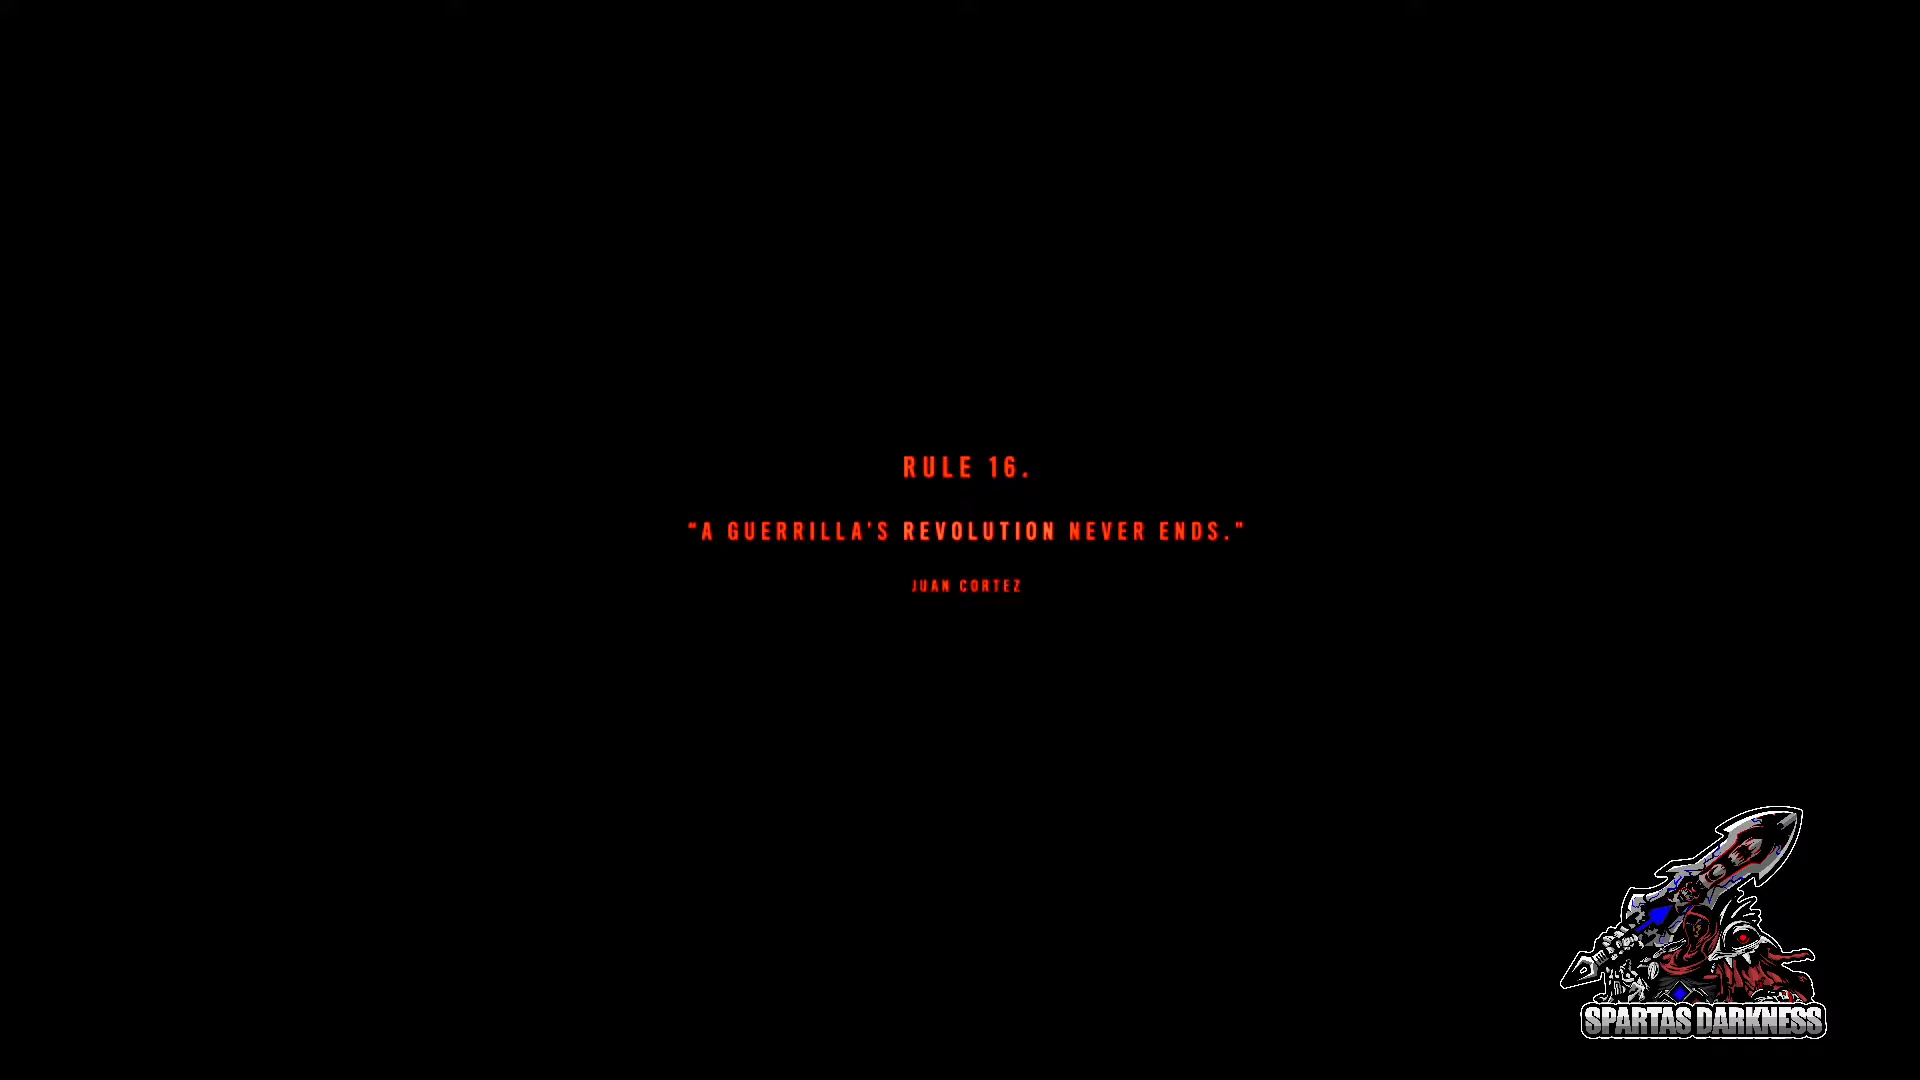 RULE 16.
“A GUERRILLA'S REVOLUTION NEVER ENDS.”
JUAN CORTEZ
SPARTAS DARKNESS